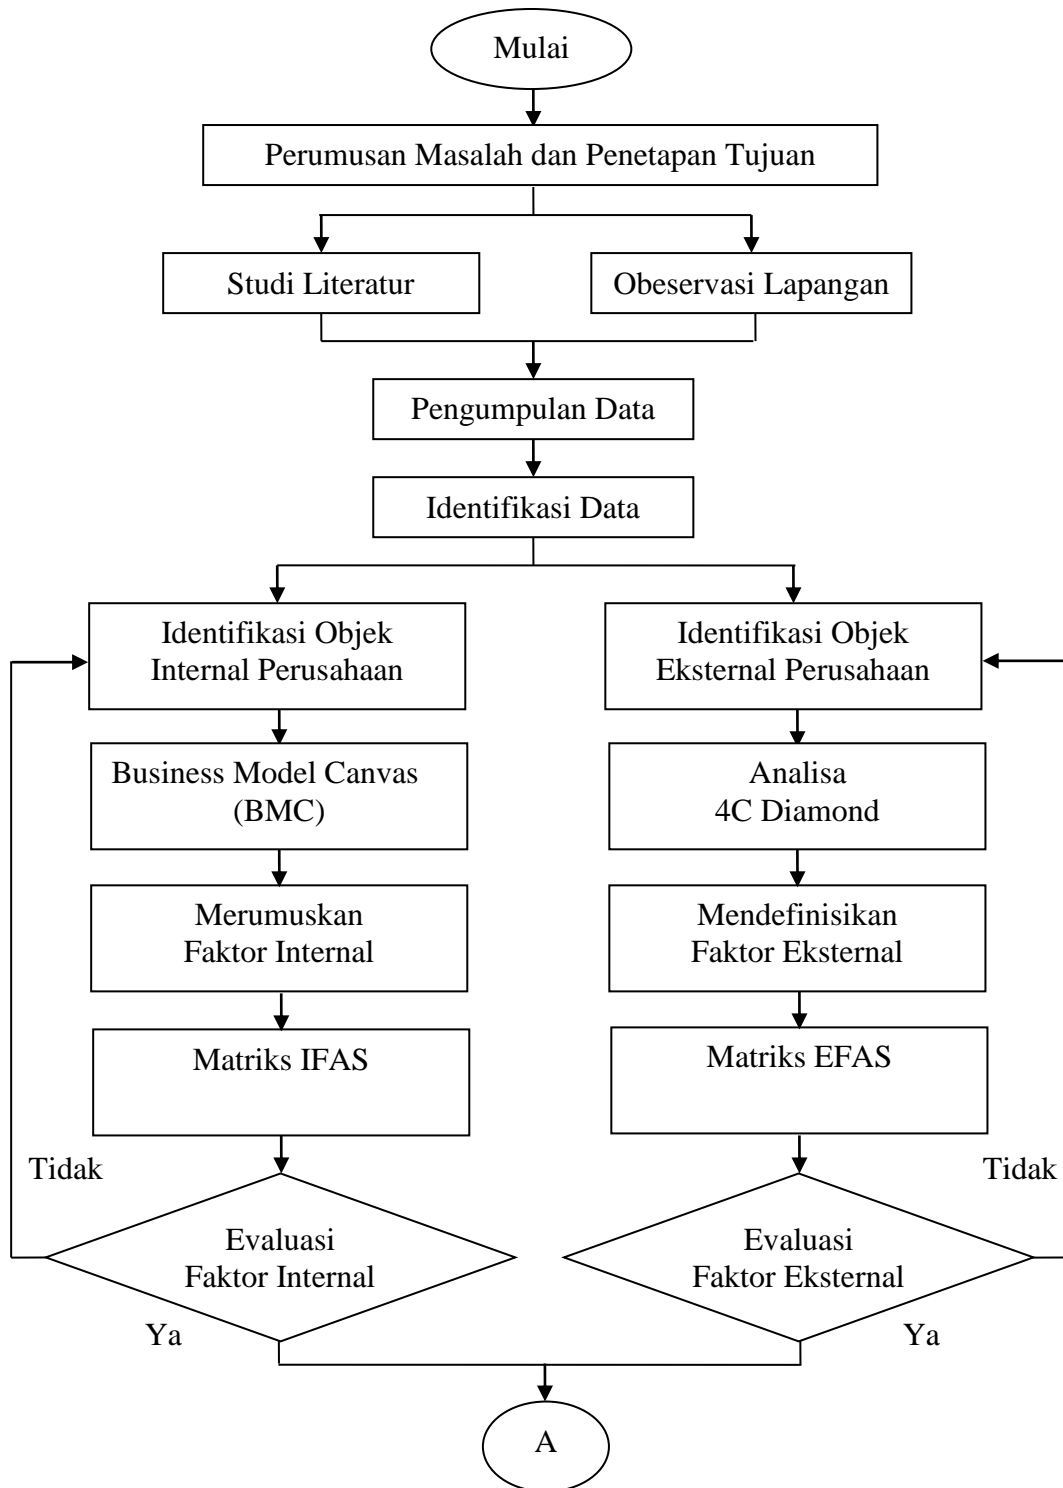 Mulai
Perumusan Masalah dan Penetapan Tujuan
Studi Literatur
Obeservasi Lapangan
Pengumpulan Data
Identifikasi Data
Identifikasi Objek
Internal Perusahaan
Identifikasi Objek
Eksternal Perusahaan
Business Model Canvas
(BMC)
Analisa
4C Diamond
Merumuskan
Faktor Internal
Mendefinisikan
Faktor Eksternal
Matriks IFAS
Matriks EFAS
Tidak
Tidak
Evaluasi
Faktor Internal
Evaluasi
Faktor Eksternal
Ya
Ya
A